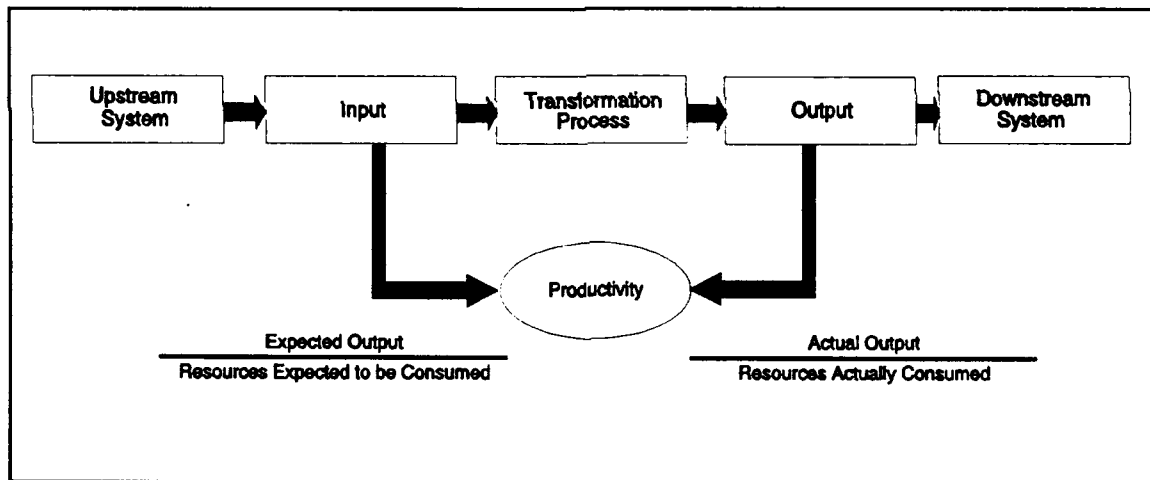 Upstream
System
Input
Transformation
Process
Output
Downstream
System
Productivity
Expected Output
Resources Expected to be Consumed
Actual Output
Resources Actually Consumed